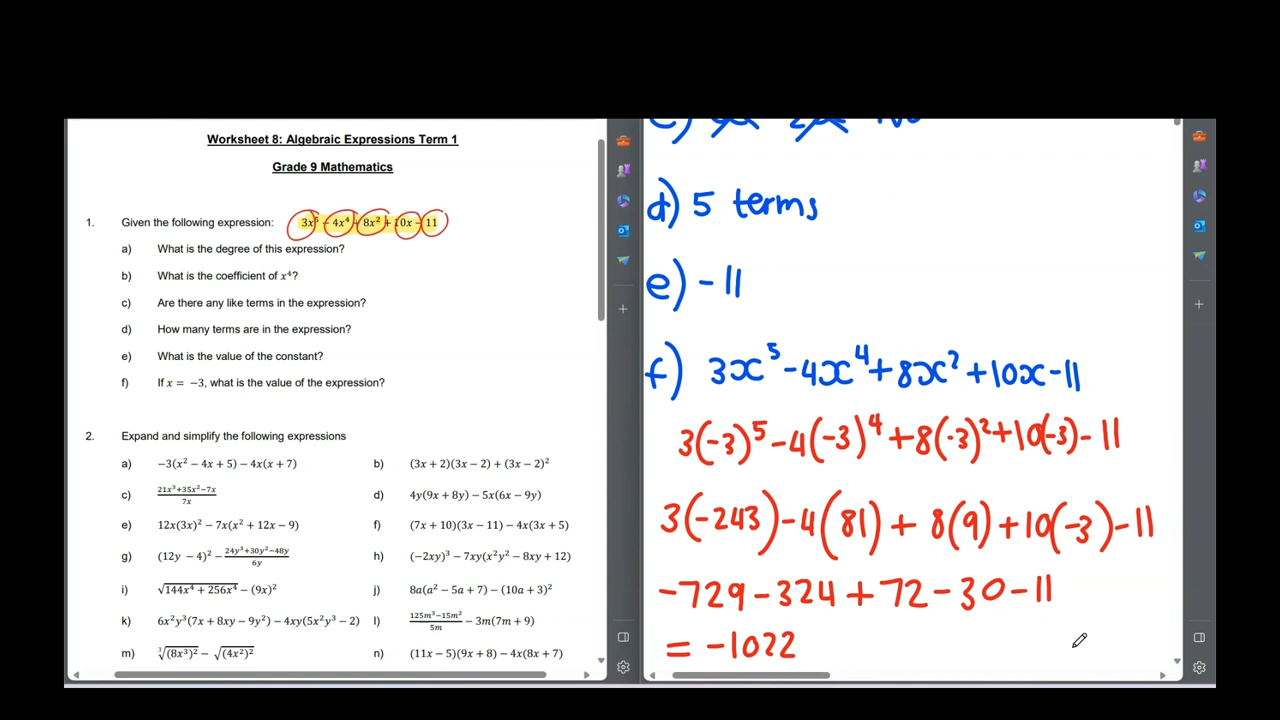 Worksheet 8: Algebraic Expressions Term 1
Grade 9 Mathematics
1. Given the following expression: 3x⁵ − 4x⁴ + 8x² + 10x − 11
a) What is the degree of this expression?
b) What is the coefficient of x⁴?
c) Are there any like terms in the expression?
d) How many terms are in the expression?
e) What is the value of the constant?
f) If x = −3, what is the value of the expression?
2. Expand and simplify the following expressions
a) −3(x² − 4x + 5) − 4x(x + 7) b) (3x + 2)(3x − 2) + (3x − 2)²
c) (21x³+35x²−7x)/7x d) 4y(9x + 8y) − 5x(6x − 9y)
e) 12x(3x)² − 7x(x² + 12x − 9) f) (7x + 10)(3x − 11) − 4x(3x + 5)
g) (12y − 4)² − (24y³+30y²−48y)/6y h) (−2xy)³ − 7xy(x²y² − 8xy + 12)
i) √(144x⁴ + 256x⁴) − (9x)² j) 8a(a² − 5a + 7) − (10a + 3)²
k) 6x²y³(7x + 8xy − 9y²) − 4xy(5x²y³ − 2) l) (125m³−15m²)/5m − 3m(7m + 9)
m) ∛(8x³)² − √(4x²)² n) (11x − 5)(9x + 8) − 4x(8x + 7)
d) 5 terms
e) -11
f) 3x⁵ - 4x⁴ + 8x² + 10x - 11
3(-3)⁵ - 4(-3)⁴ + 8(-3)² + 10(-3) - 11
3(-243) - 4(81) + 8(9) + 10(-3) - 11
-729 - 324 + 72 - 30 - 11
= -1022